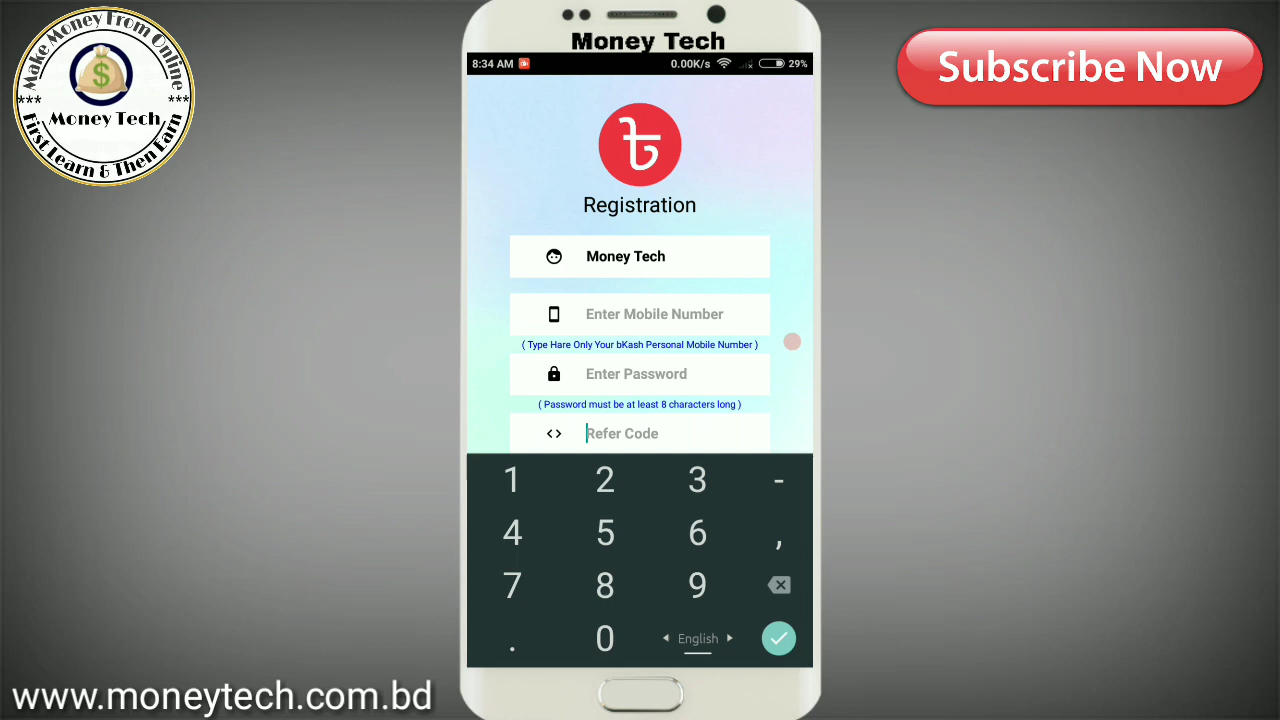 Make Money From Online
$
*** ***
Money Tech
First Learn & Then Earn
Money Tech
Subscribe Now
8:34 AM 0.00K/s 29%
৳
Registration
Money Tech
Enter Mobile Number
( Type Hare Only Your bKash Personal Mobile Number )
Enter Password
( Password must be at least 8 characters long )
Refer Code
1 2 3 -
4 5 6 ,
7 8 9
. 0 English
www.moneytech.com.bd